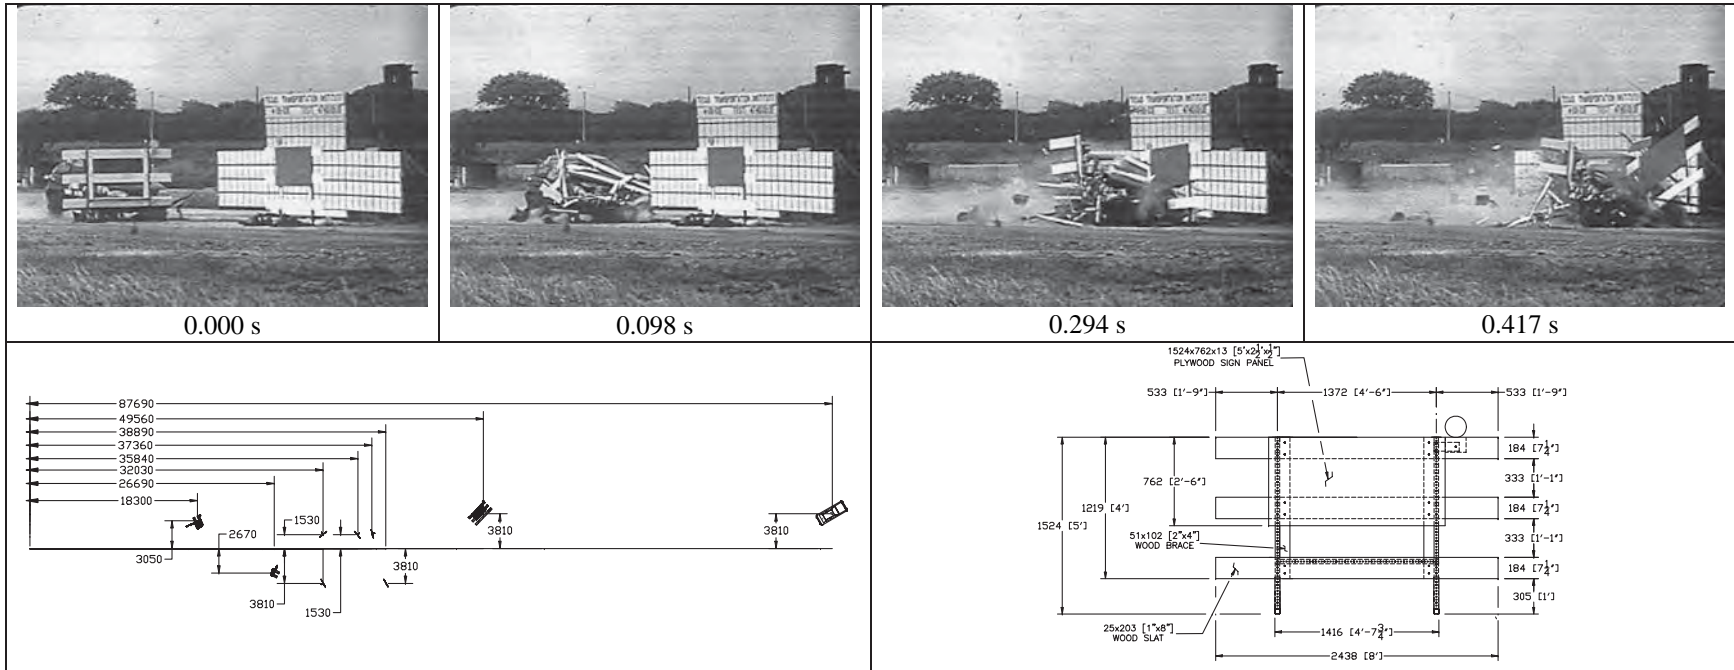 TEXAS TRANSPORTATION INSTITUTE
0.000 s
0.098 s
0.294 s
0.417 s
87690
49560
38890
37360
35840
32030
26690
18300
1530
2670
3050
3810
3810
3810
3810
1530
1524x762x13 [5'x2½'x½"]
PLYWOOD SIGN PANEL
533 [1'-9"]
1372 [4'-6"]
533 [1'-9"]
184 [7¼"]
333 [1'-1"]
762 [2'-6"]
1219 [4']
184 [7¼"]
1524 [5']
51x102 [2"x4"]
WOOD BRACE
333 [1'-1"]
184 [7¼"]
305 [1']
25x203 [1"x8"]
WOOD SLAT
1416 [4'-7¾"]
2438 [8']